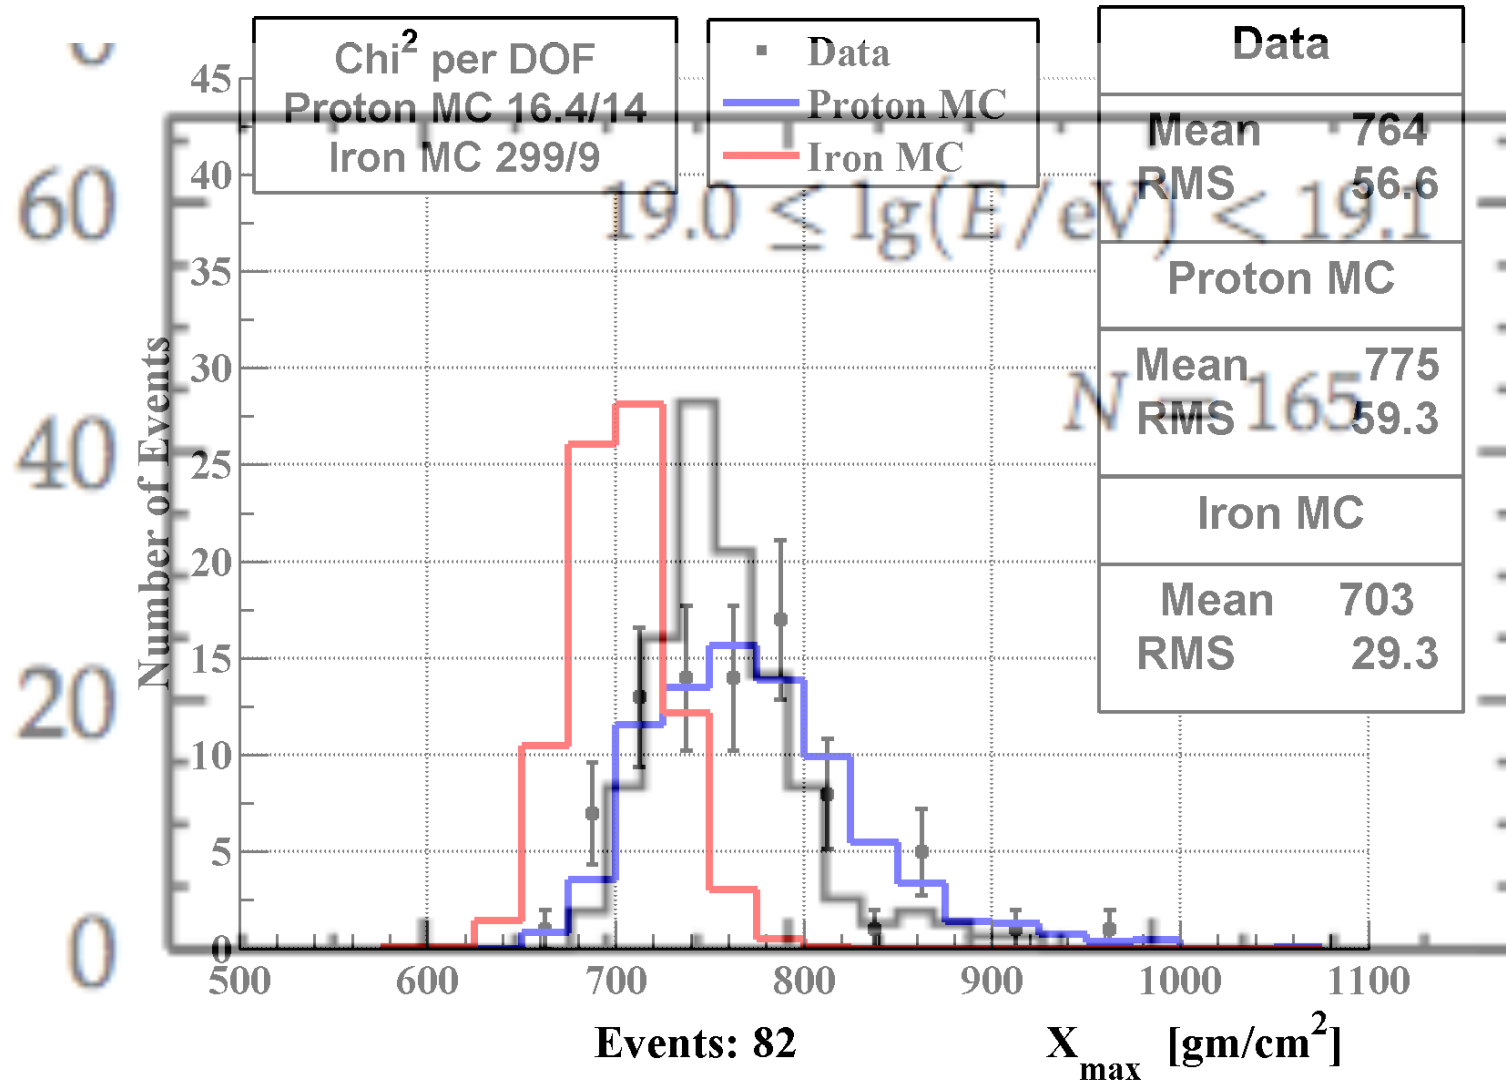 Chi2 per DOF
Proton MC 16.4/14
Iron MC 299/9
Data
Proton MC
Iron MC
Data
Mean 764
RMS 56.6
Proton MC
Mean 775
RMS 59.3
Iron MC
Mean 703
RMS 29.3
19.0 ≤ lg(E/eV) < 19.1
N = 165
60
40
20
0
Number of Events
45
40
35
30
25
20
15
10
5
0
500 600 700 800 900 1000 1100
Events: 82
Xmax [gm/cm2]